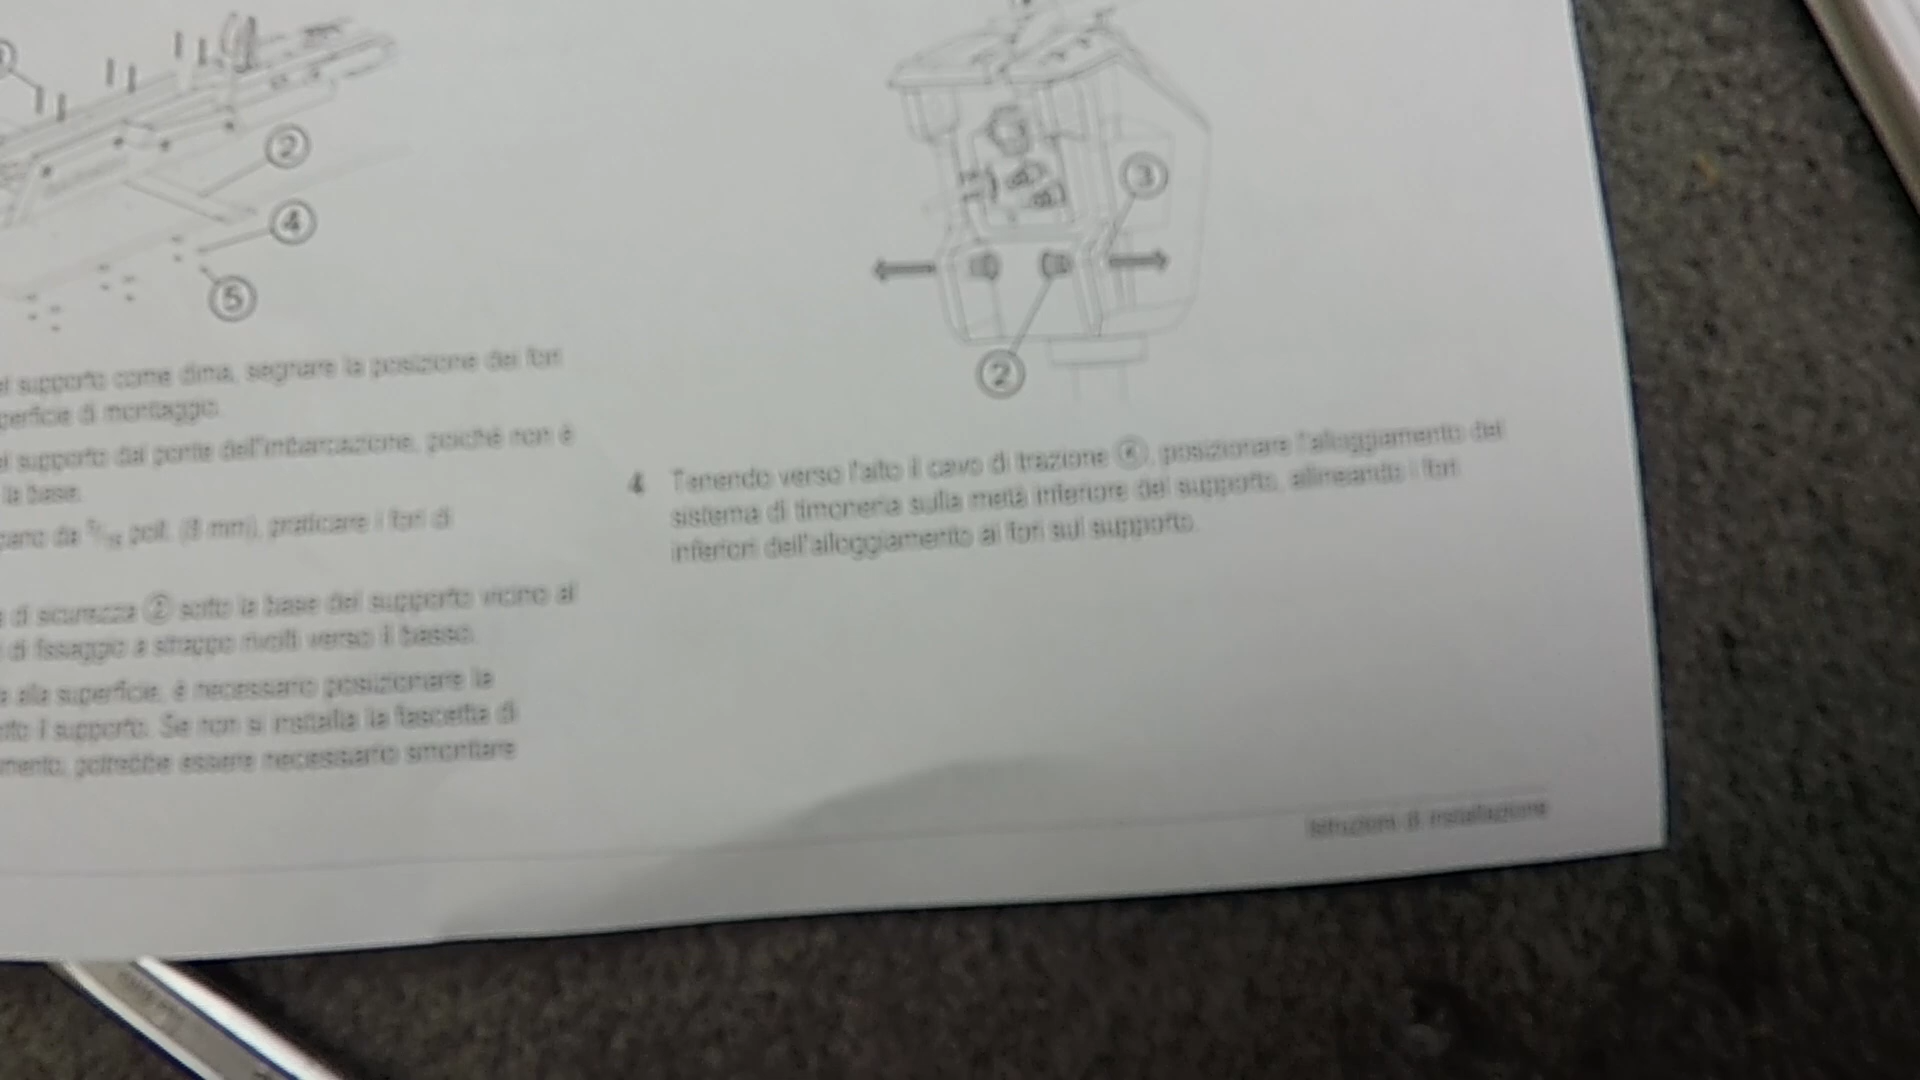 2
4
5
supporto come dima, segnare la posizione dei fori
di montaggio.
supporto dal ponte dell'imbarcazione, poiché non è
la base.
da 5/16 poll. (8 mm), praticare i fori di
di sicurezza ② sotto la base del supporto vicino al
di fissaggio a strappo rivolti verso il basso.
alla superficie, è necessario posizionare la
il supporto. Se non si installa la fascetta di
potrebbe essere necessario smontare
3
2
4 Tenendo verso l'alto il cavo di trazione, posizionare l'alloggiamento del
sistema di timoneria sulla metà inferiore del supporto, allineando i fori
inferiori dell'alloggiamento ai fori sul supporto.
Istruzioni di installazione